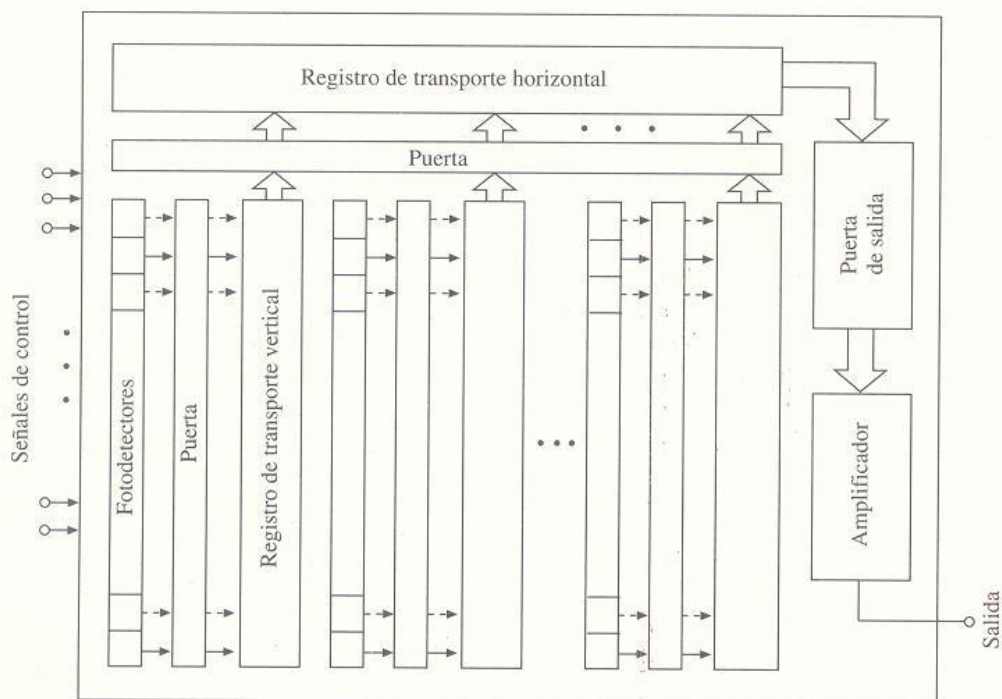 Registro de transporte horizontal
Puerta
Señales de control
Fotodetectores
Puerta
Registro de transporte vertical
Puerta
de salida
Amplificador
Salida